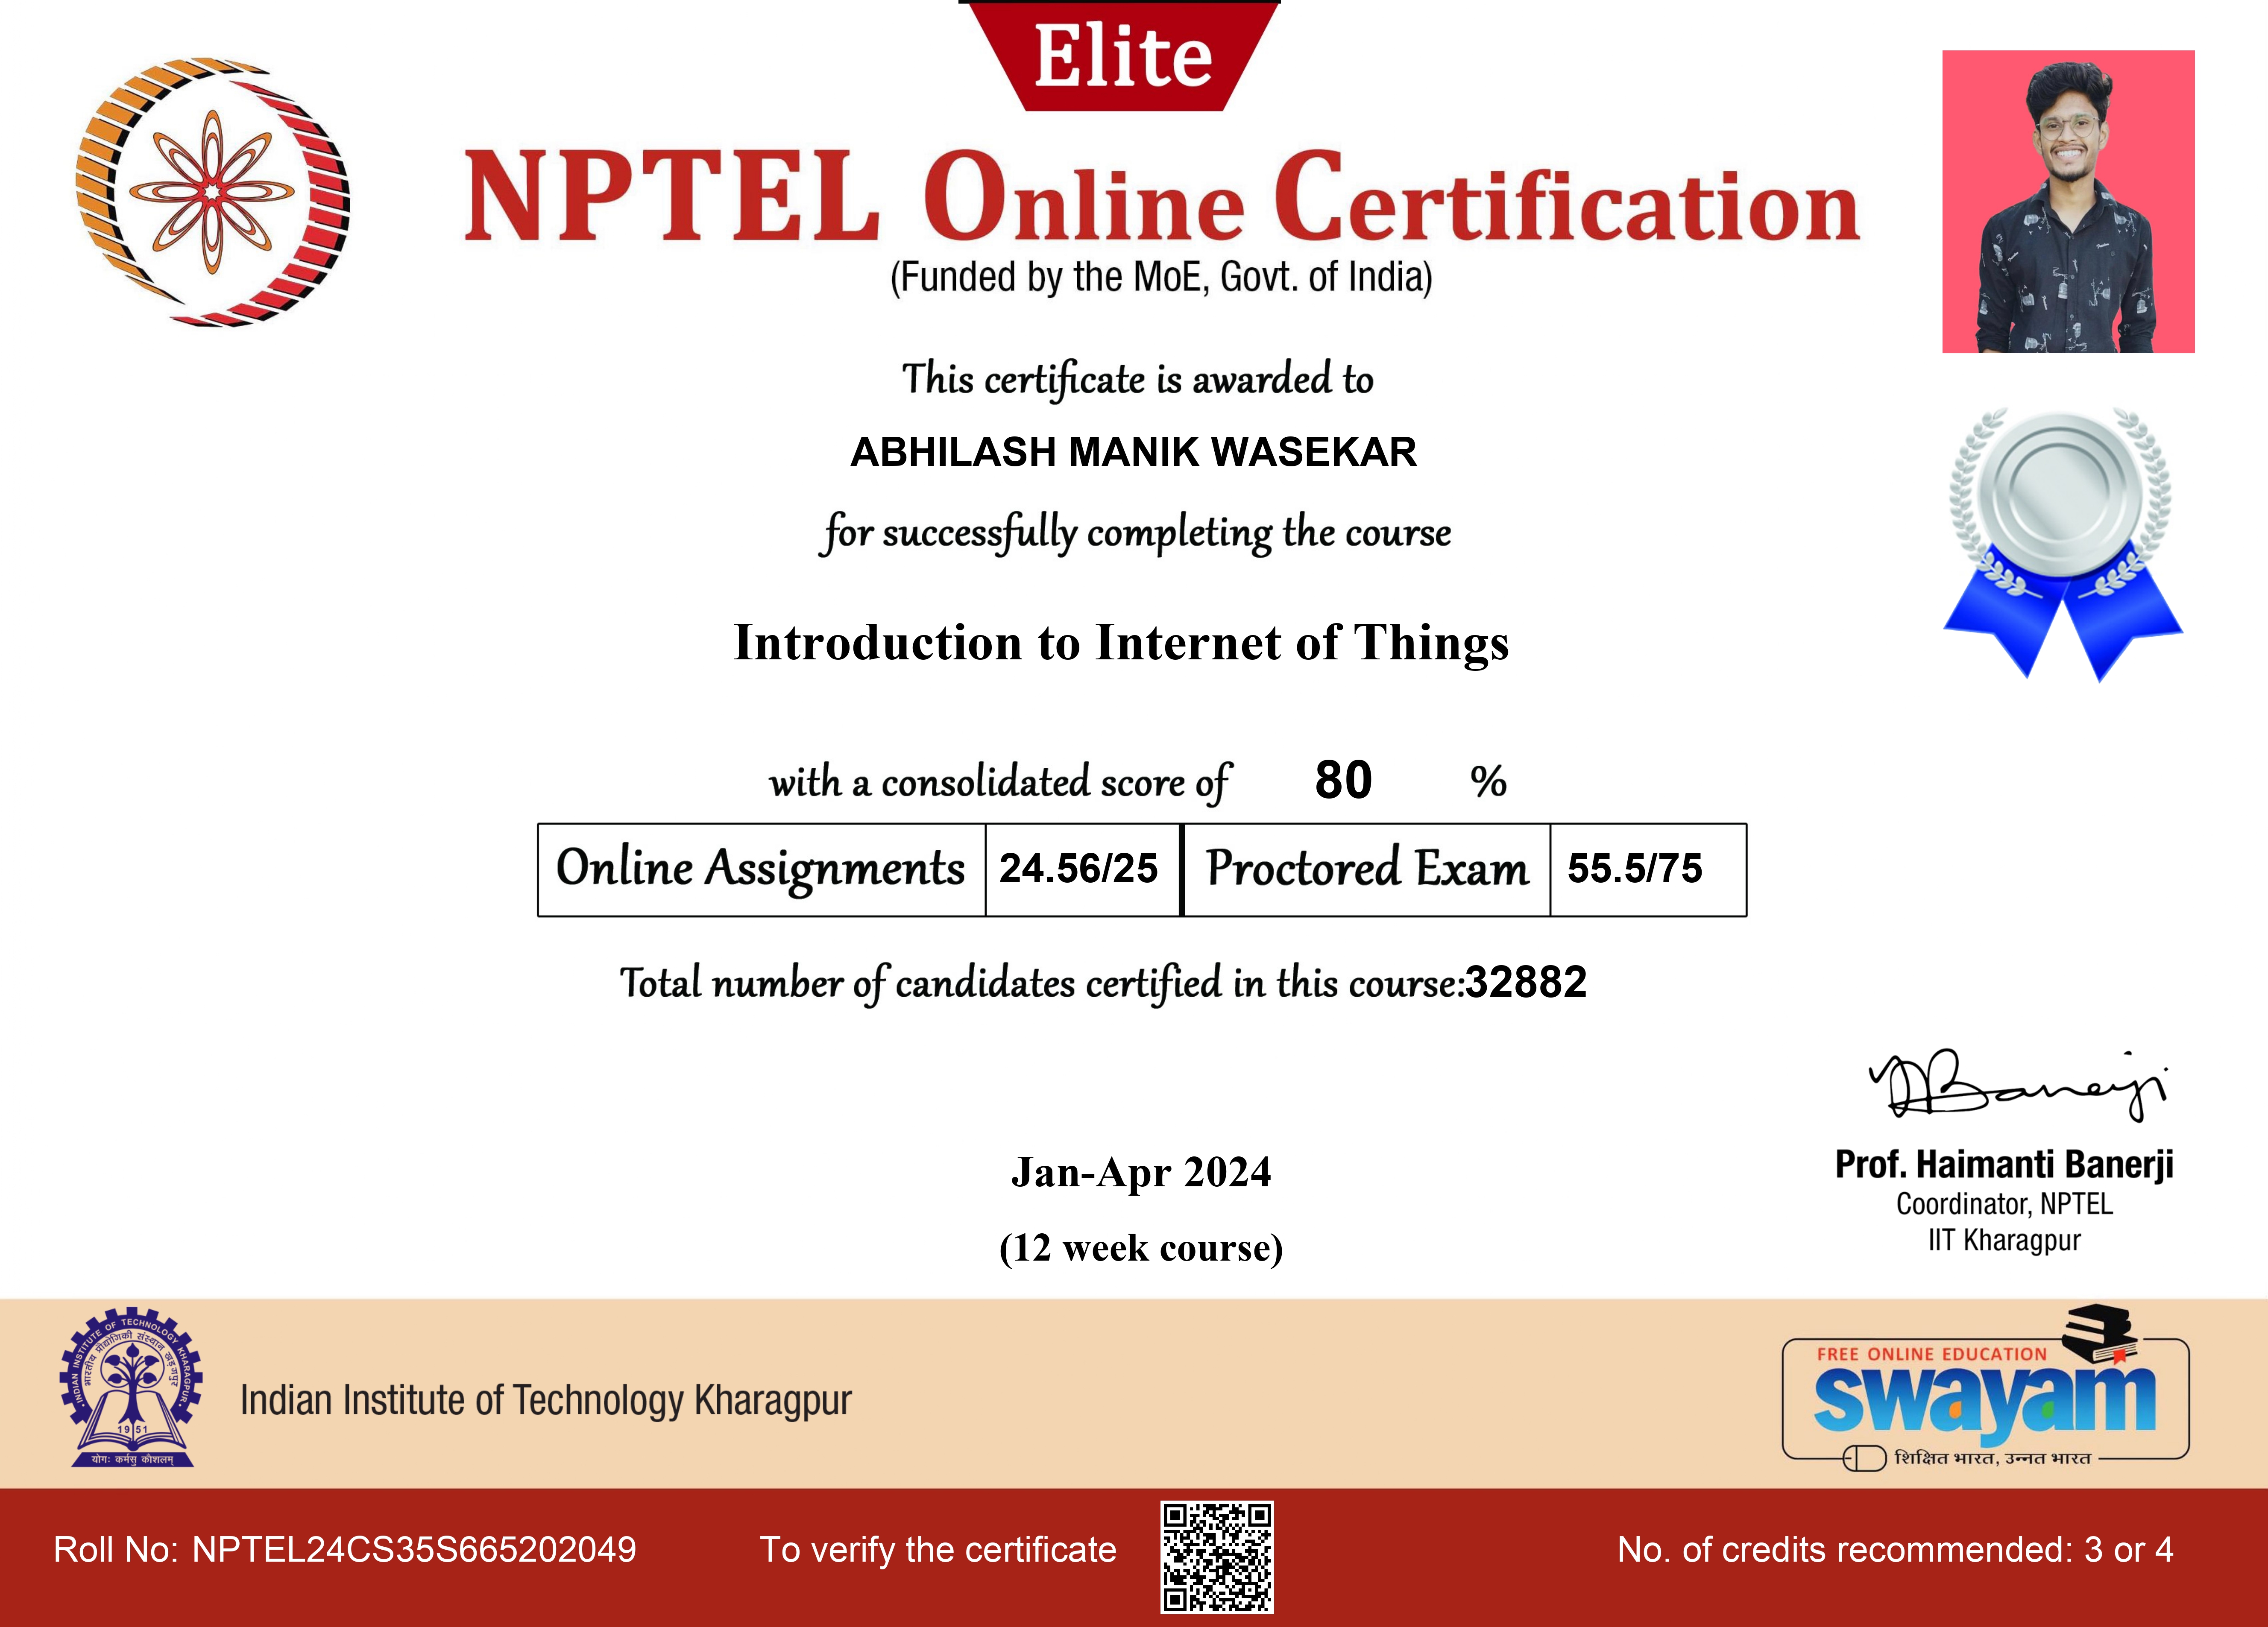 Elite
NPTEL Online Certification
(Funded by the MoE, Govt. of India)
This certificate is awarded to
ABHILASH MANIK WASEKAR
for successfully completing the course
Introduction to Internet of Things
with a consolidated score of 80 %
Online Assignments 24.56/25 Proctored Exam 55.5/75
Total number of candidates certified in this course:32882
Banerji
Prof. Haimanti Banerji
Coordinator, NPTEL
IIT Kharagpur
Jan-Apr 2024
(12 week course)
INDIAN INSTITUTE OF TECHNOLOGY KHARAGPUR
भारतीय प्रौद्योगिकी संस्थान खड़गपुर
19 51
योगः कर्मसु कौशलम्
Indian Institute of Technology Kharagpur
FREE ONLINE EDUCATION
swayam
शिक्षित भारत, उन्नत भारत
Roll No: NPTEL24CS35S665202049
To verify the certificate
No. of credits recommended: 3 or 4